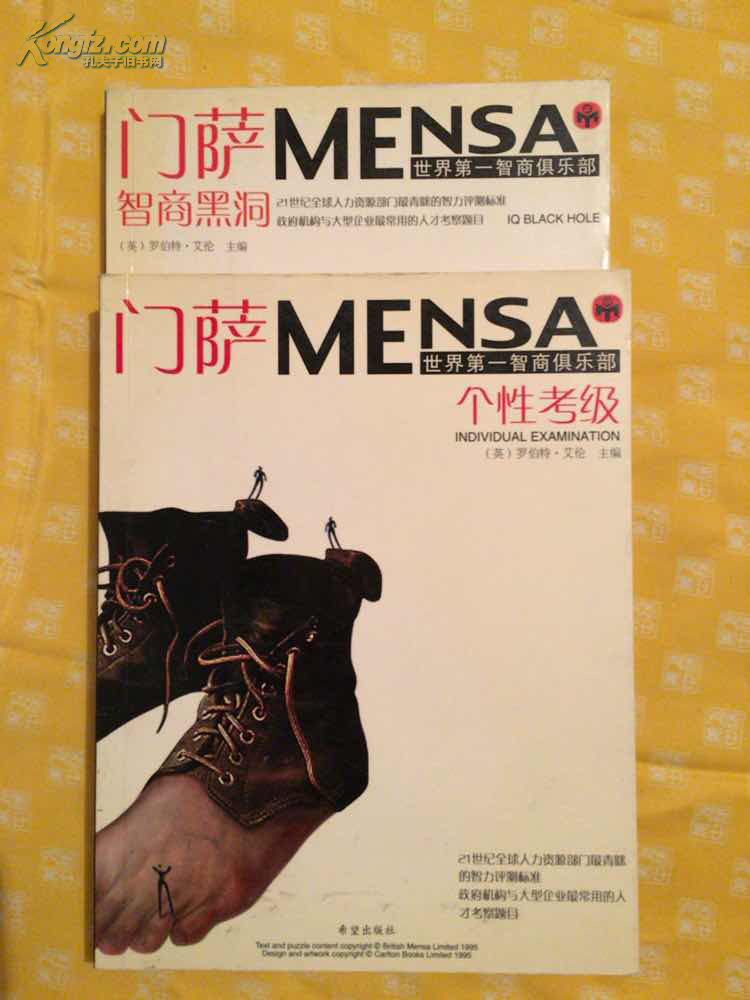 Kongfz.com
孔夫子旧书网
门萨MENSA
世界第一智商俱乐部
智商黑洞
21世纪全球人力资源部门最青睐的智力评测标准
政府机构与大型企业最常用的人才考察题目
IQ BLACK HOLE
（英）罗伯特·艾伦 主编
门萨MENSA
世界第一智商俱乐部
个性考级
INDIVIDUAL EXAMINATION
（英）罗伯特·艾伦 主编
21世纪全球人力资源部门最青睐
的智力评测标准
政府机构与大型企业最常用的人
才考察题目
希望出版社
Text and puzzle content copyright © British Mensa Limited 1995
Design and artwork copyright © Carlton Books Limited 1995